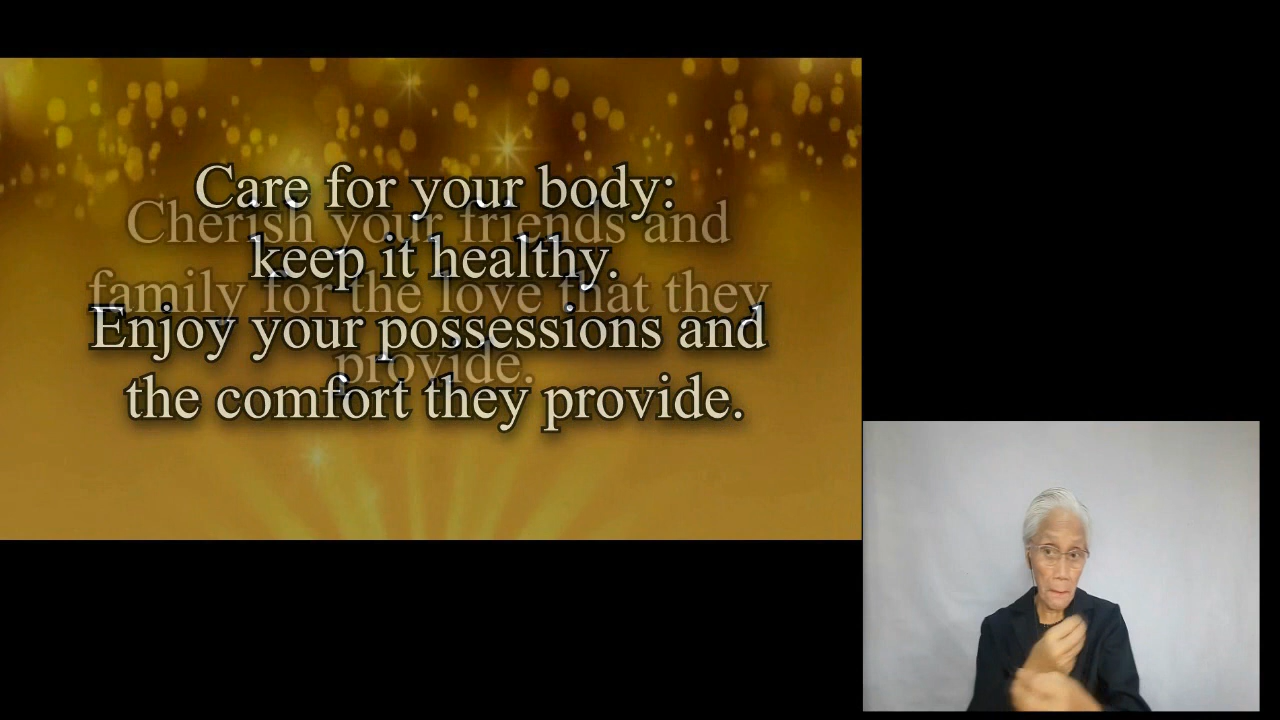 Care for your body:
keep it healthy.
Enjoy your possessions and
the comfort they provide.
Cherish your friends and
family for the love that they
provide.